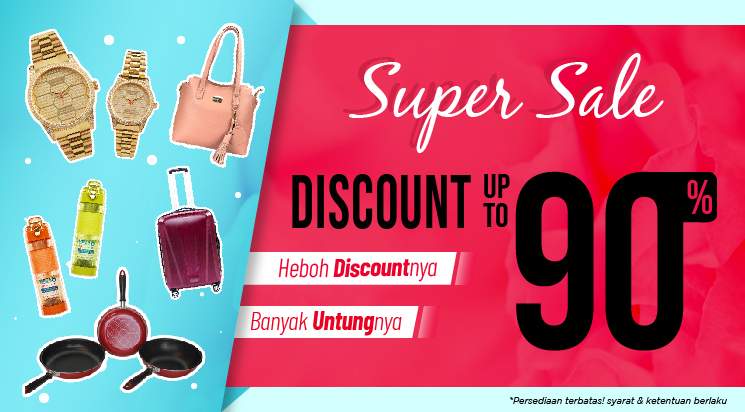 Super Sale
DISCOUNT UP TO 90%
Heboh Discountnya
Banyak Untungnya
*Persediaan terbatas! syarat & ketentuan berlaku